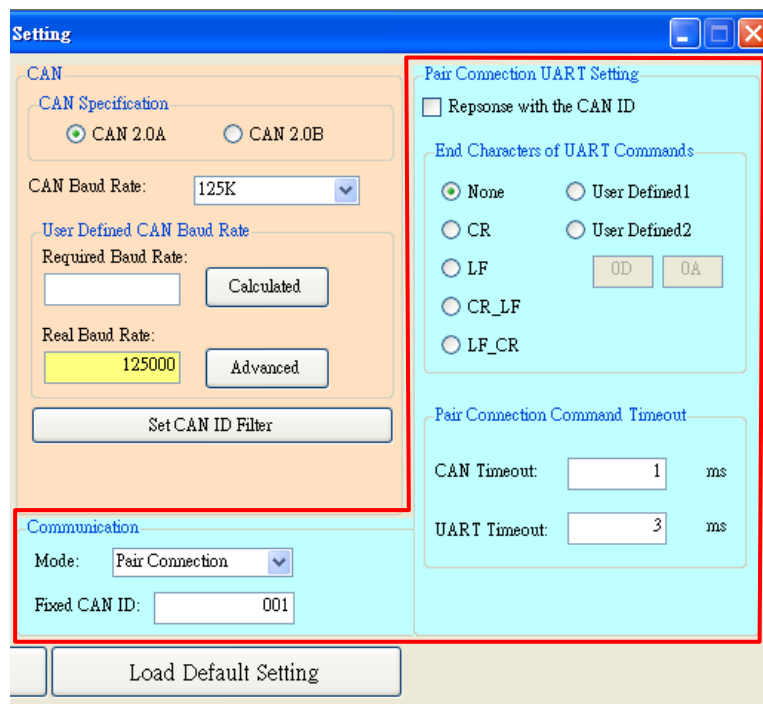 Setting
CAN
CAN Specification
CAN 2.0A
CAN 2.0B
CAN Baud Rate:
125K
User Defined CAN Baud Rate
Required Baud Rate:
Calculated
Real Baud Rate:
125000
Advanced
Set CAN ID Filter
Communication
Mode:
Pair Connection
Fixed CAN ID:
001
Pair Connection UART Setting
Repsonse with the CAN ID
End Characters of UART Commands
None
User Defined1
CR
User Defined2
LF
0D
0A
CR_LF
LF_CR
Pair Connection Command Timeout
CAN Timeout:
1
ms
UART Timeout:
3
ms
Load Default Setting